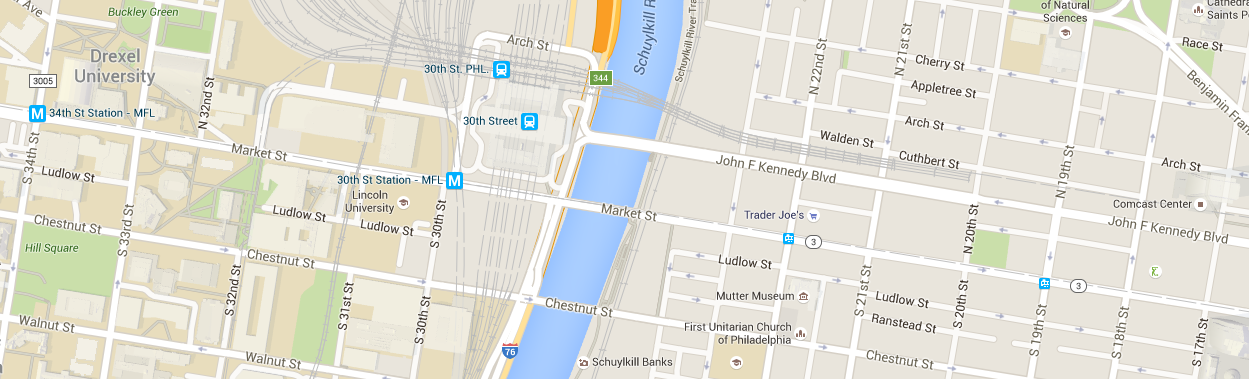 Ave
Buckley Green
Drexel
University
3005
M 34th St Station - MFL
N 32nd St
S 34th St
Ludlow St
Market St
Arch St
30th St. PHL.
30th Street
344
30th St Station - MFL M
Lincoln
University
Ludlow St
Ludlow St
S 30th St
S 33rd St
Chestnut St
Hill Square
Chestnut St
S 32nd St
S 31st St
S 30th St
Walnut St
Walnut St
76
Schuylkill R
Schuylkill River Tra
Market St
Chestnut St
Schuylkill Banks
John F Kennedy Blvd
N 22nd St
N 21st St
of Natural
Sciences
Cathedra
Saints P
Race St
Cherry St
Appletree St
Arch St
Walden St
Cuthbert St
N 19th St
Benjamin Fran
Arch St
Comcast Center
John F Kennedy Blvd
Trader Joe's
3
N 20th St
3
Ludlow St
Mutter Museum
First Unitarian Church
of Philadelphia
S 21st St
Ludlow St
Ranstead St
Chestnut St
S 20th St
S 19th St
S 18th St
S 17th St